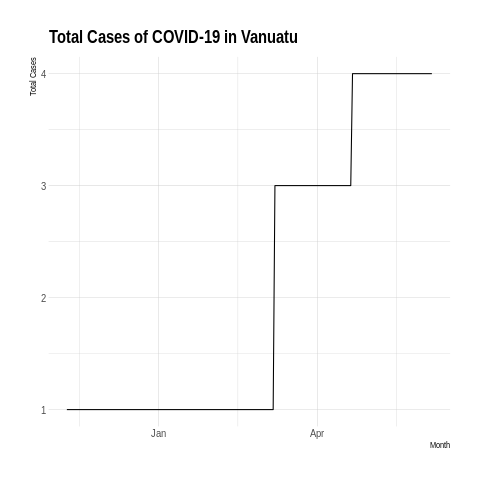 Total Cases of COVID-19 in Vanuatu
Total Cases
4
3
2
1
Jan Apr
Month